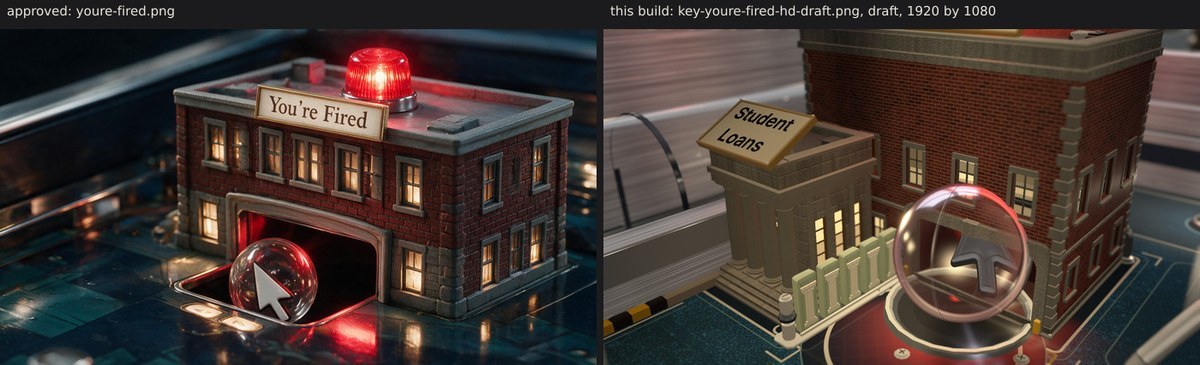 approved: youre-fired.png
this build: key-youre-fired-hd-draft.png, draft, 1920 by 1080
You're Fired
Student
Loans